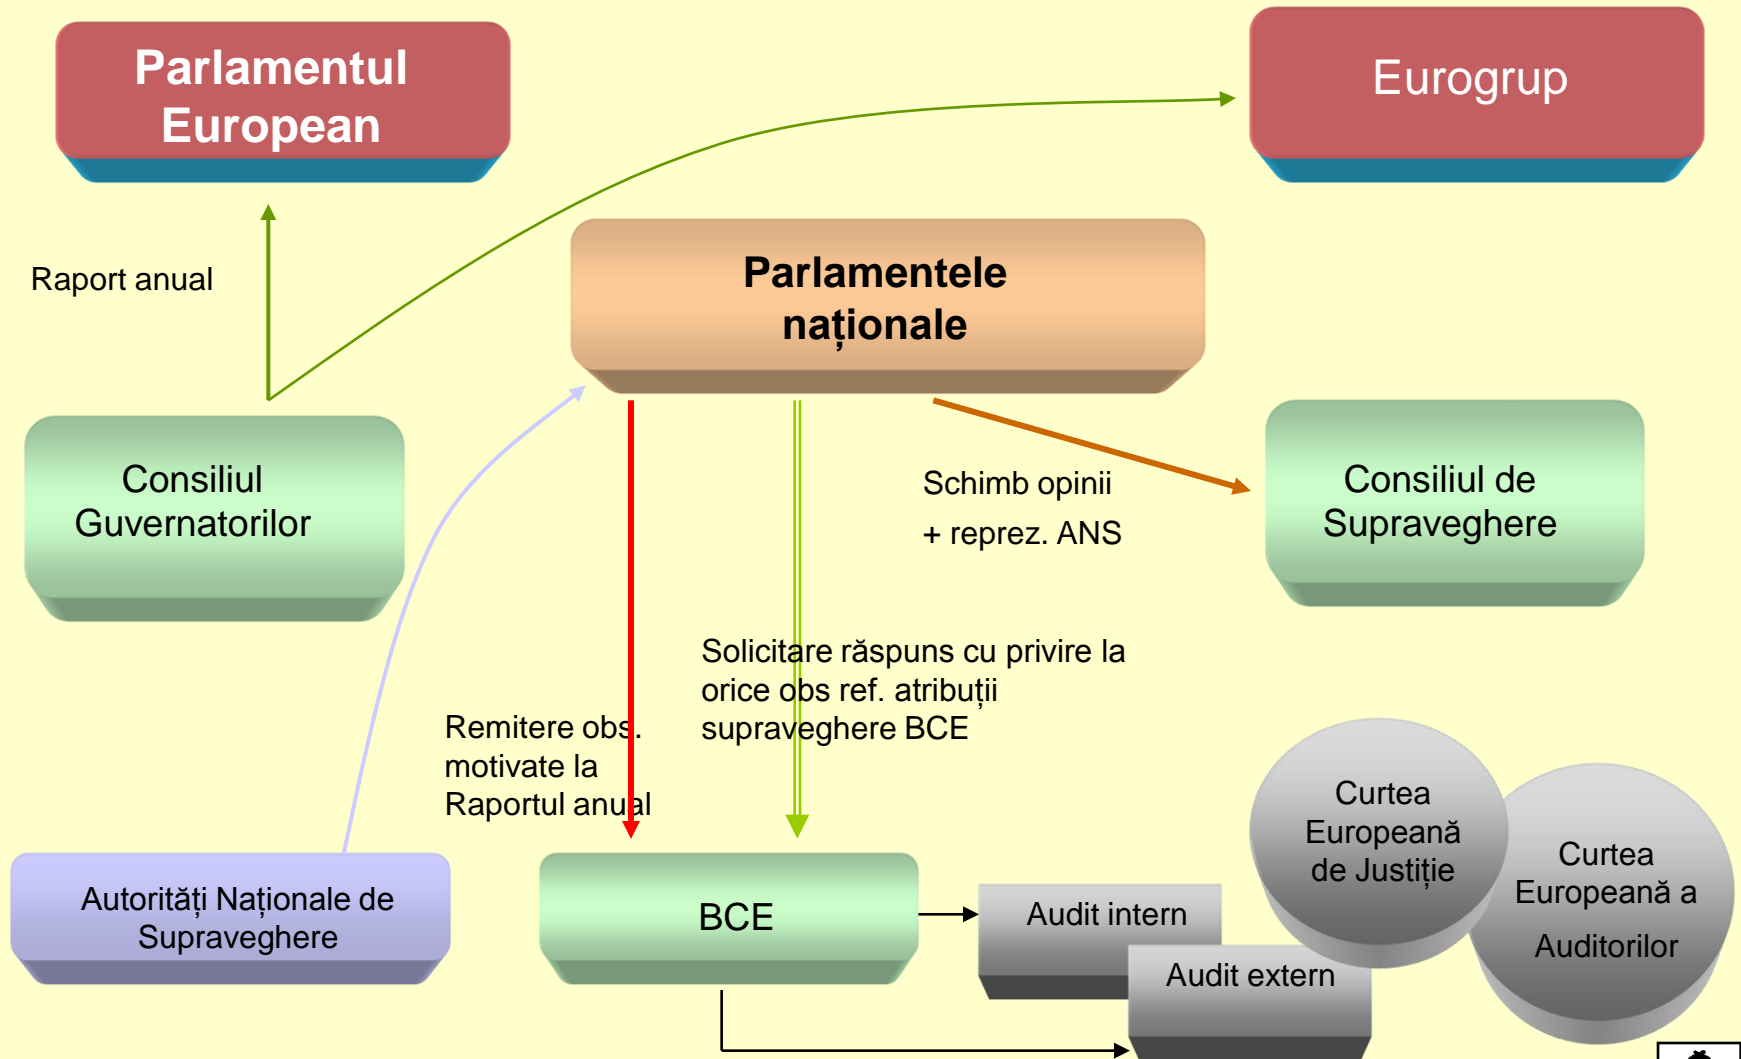 Parlamentul
European
Eurogrup
Raport anual
Parlamentele
naționale
Consiliul
Guvernatorilor
Schimb opinii
+ reprez. ANS
Consiliul de
Supraveghere
Solicitare răspuns cu privire la
orice obs ref. atribuții
supraveghere BCE
Remitere obs.
motivate la
Raportul anual
Autorități Naționale de
Supraveghere
BCE
Audit intern
Audit extern
Curtea
Europeană
de Justiție
Curtea
Europeană a
Auditorilor